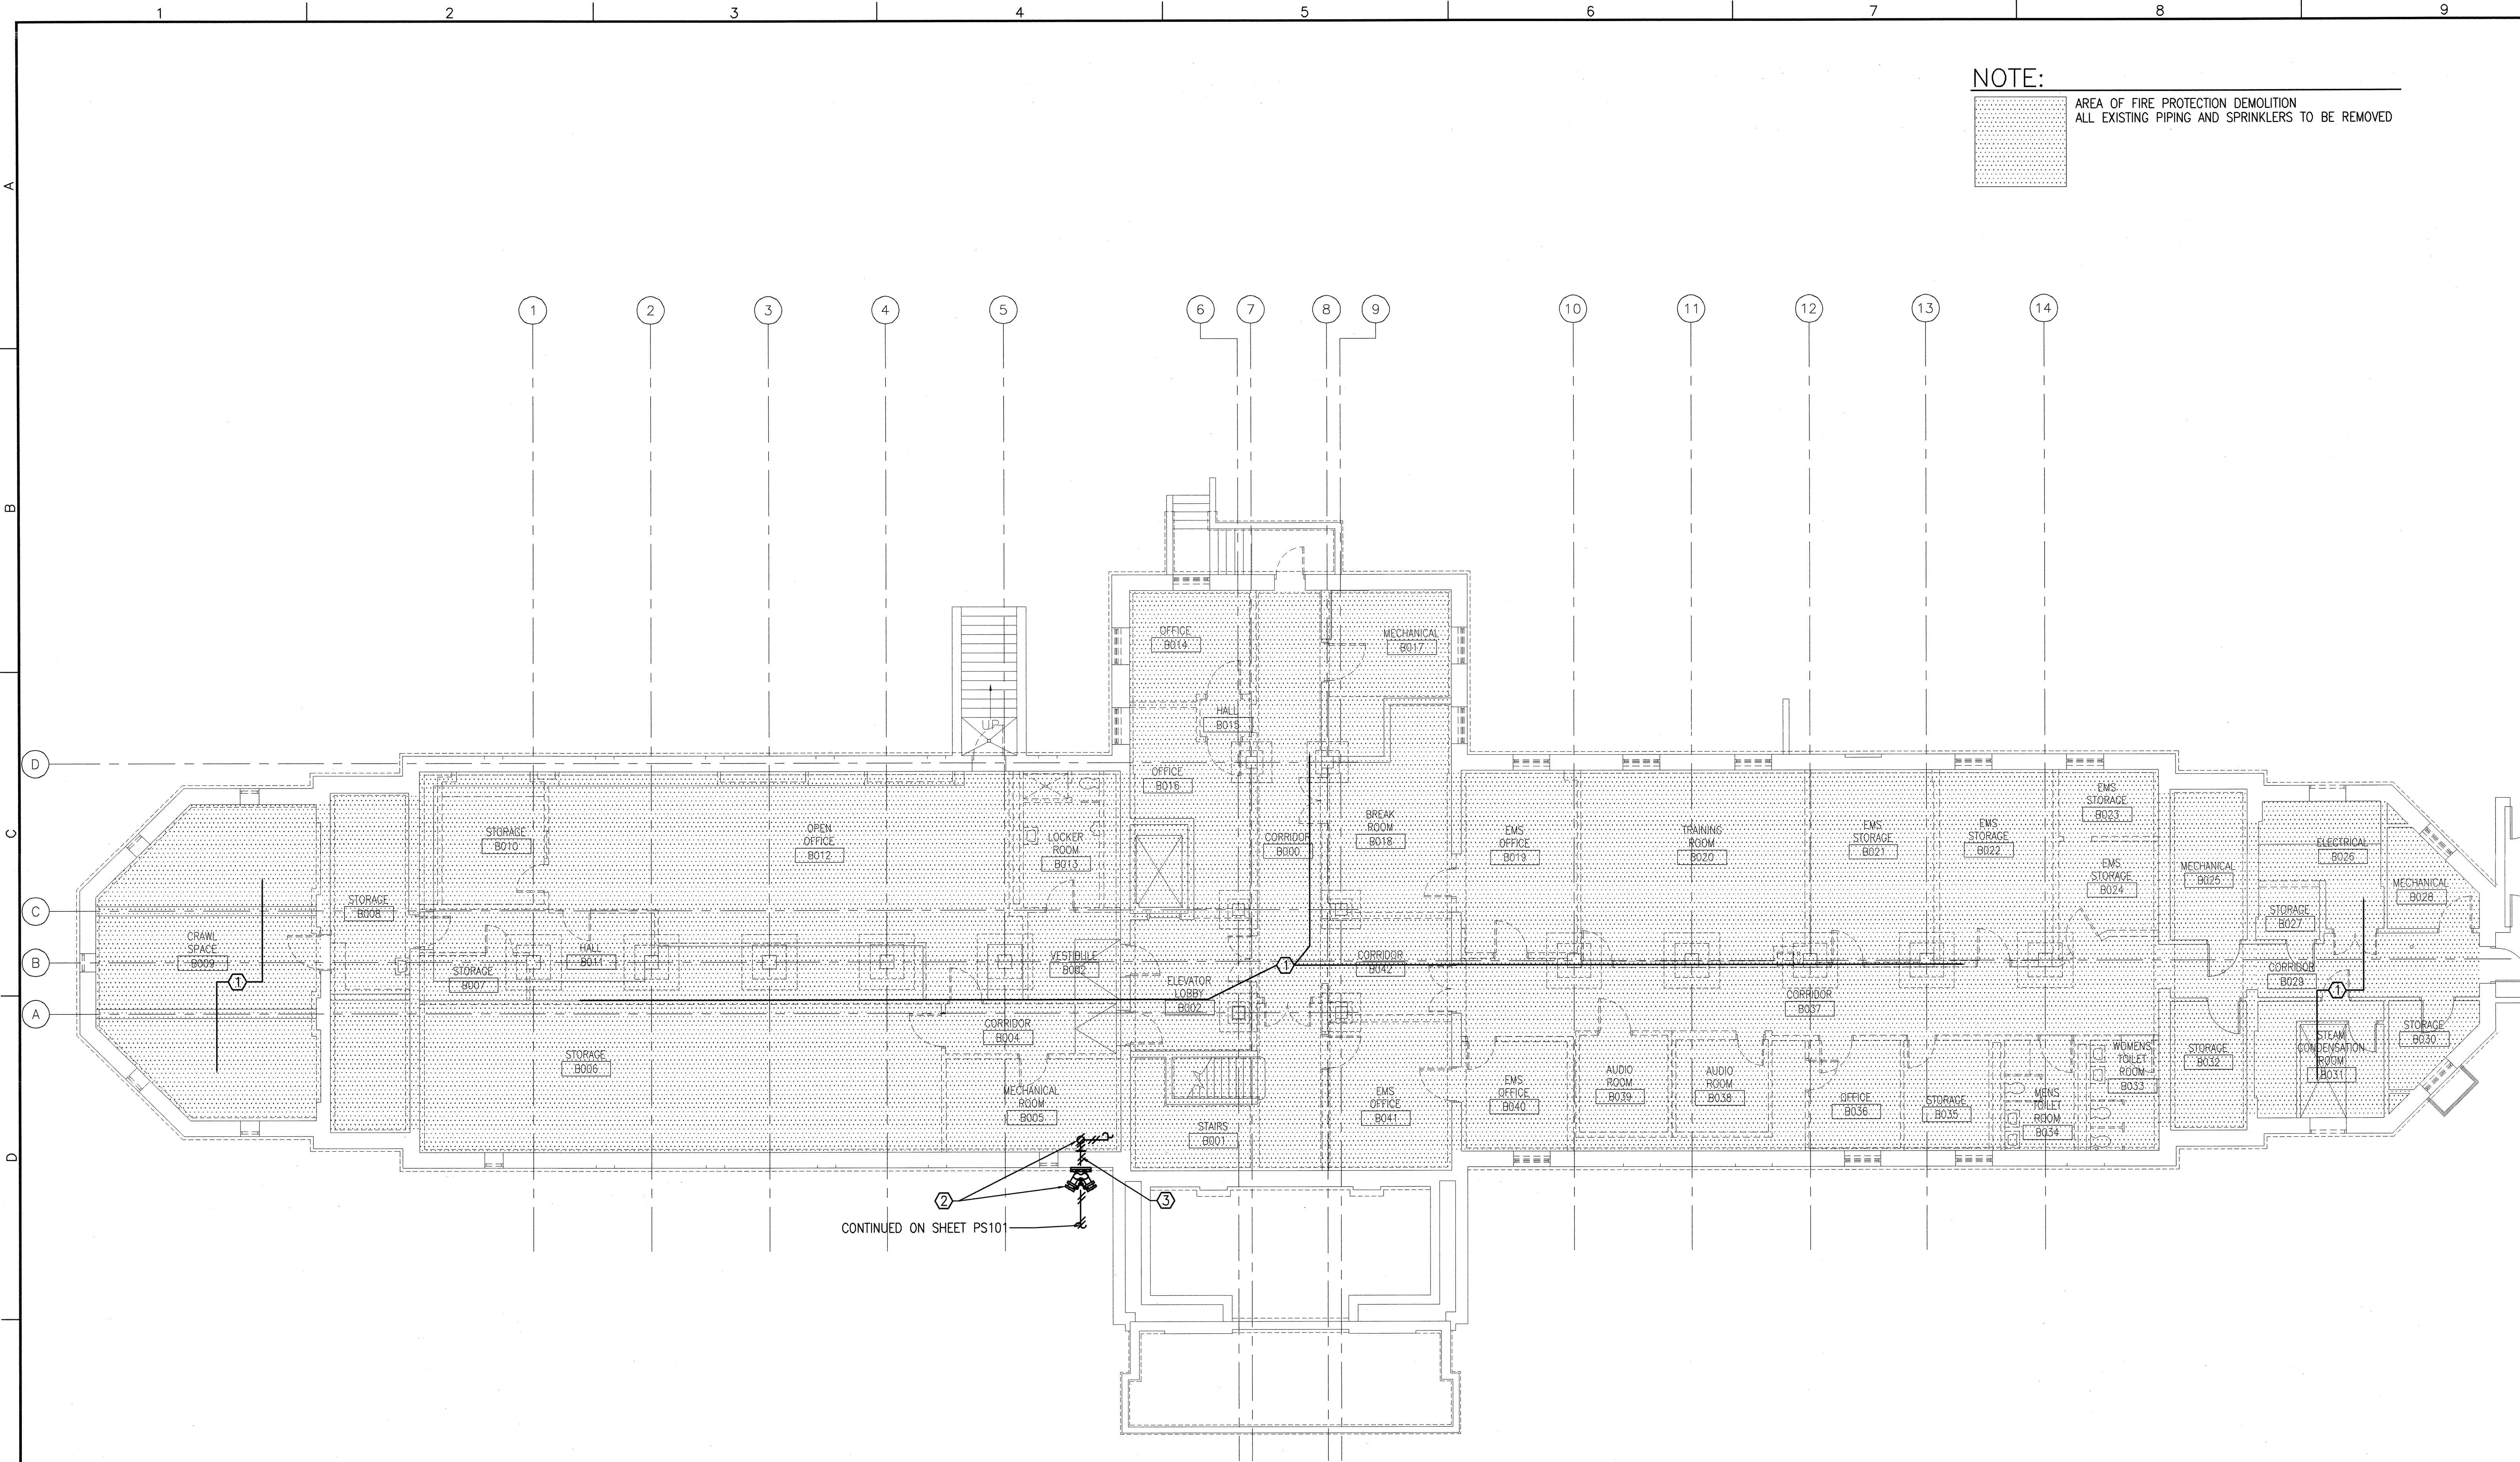 1 2 3 4 5 6 7 8 9
NOTE:
AREA OF FIRE PROTECTION DEMOLITION
ALL EXISTING PIPING AND SPRINKLERS TO BE REMOVED
A
B
C
D
1 2 3 4 5 6 7 8 9 10 11 12 13 14
D
C
B
A
UP
OFFICE
B014
MECHANICAL
B017
HALL
B015
OFFICE
B016
STORAGE
B010
OPEN
OFFICE
B012
LOCKER
ROOM
B013
CORRIDOR
B000
BREAK
ROOM
B018
EMS
OFFICE
B019
TRAINING
ROOM
B020
EMS
STORAGE
B021
EMS
STORAGE
B022
EMS
STORAGE
B023
EMS
STORAGE
B024
MECHANICAL
B025
ELECTRICAL
B026
STORAGE
B027
MECHANICAL
B028
STORAGE
B008
CRAWL
SPACE
B009
1
STORAGE
B007
HALL
B011
VESTIBULE
ELEVATOR
LOBBY
B002
1
CORRIDOR
B042
CORRIDOR
B037
CORRIDOR
B029
1
STORAGE
B006
CORRIDOR
B004
MECHANICAL
ROOM
B005
STAIRS
B001
EMS
OFFICE
B041
EMS
OFFICE
B040
AUDIO
ROOM
B039
AUDIO
ROOM
B038
OFFICE
B036
STORAGE
B035
MENS
TOILET
ROOM
B034
WOMENS
TOILET
ROOM
B033
STORAGE
B032
STEAM
CONDENSATION
ROOM
B031
STORAGE
B030
2
3
CONTINUED ON SHEET PS101